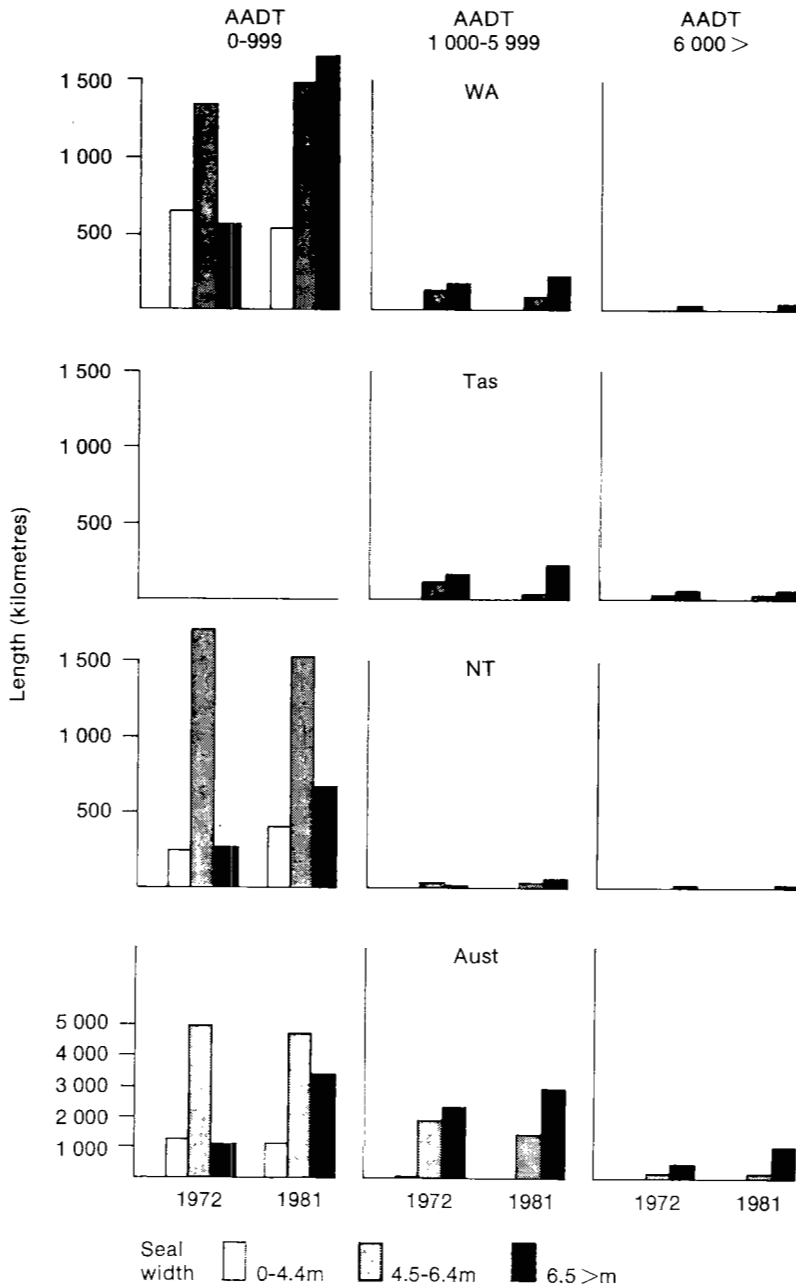 AADT AADT AADT
0-999 1 000-5 999 6 000 >
1 500
1 000
500
WA
1 500
1 000
500
Tas
Length (kilometres)
1 500
1 000
500
NT
5 000
4 000
3 000
2 000
1 000
Aust
1972 1981 1972 1981 1972 1981
Seal width 0-4.4m 4.5-6.4m 6.5 >m